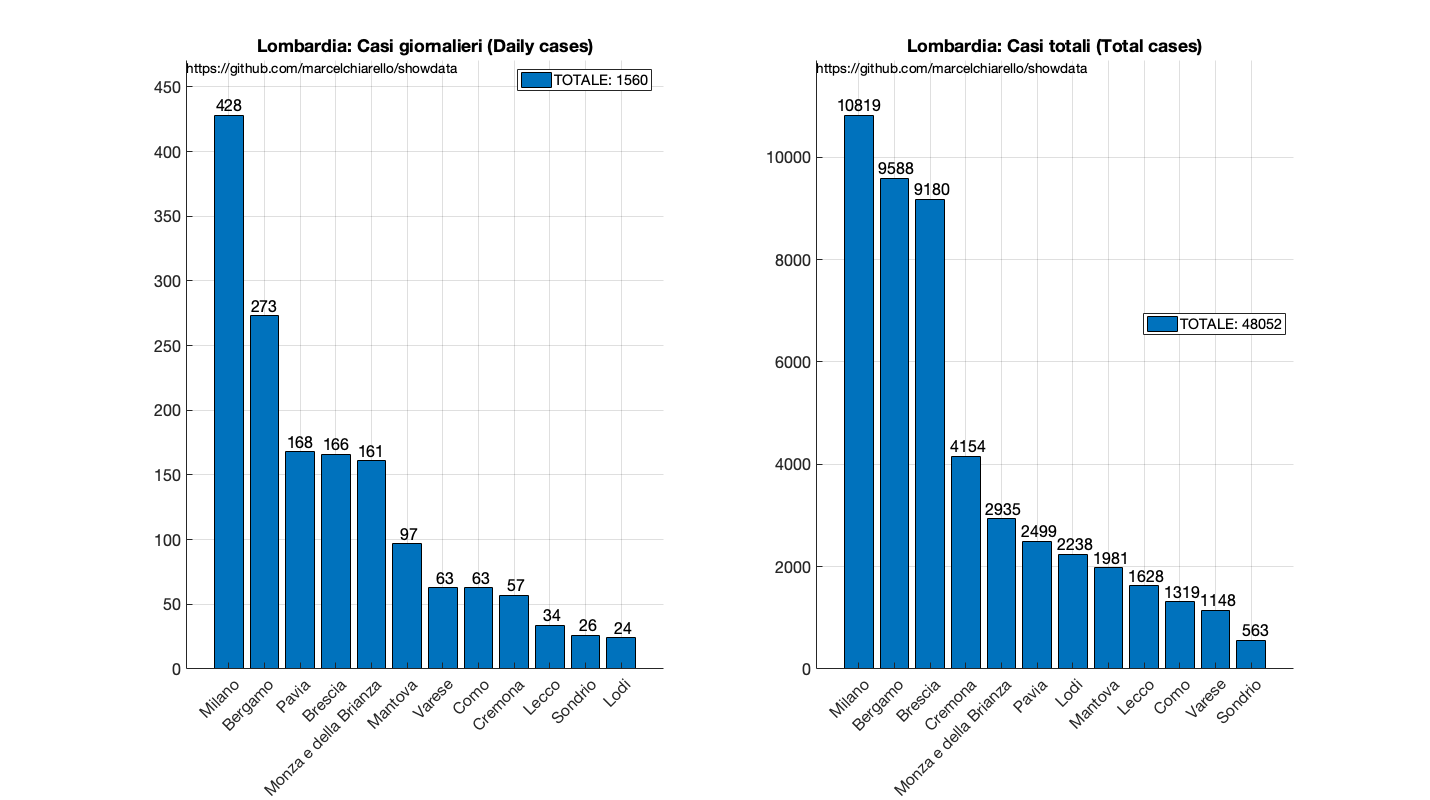 Lombardia: Casi giornalieri (Daily cases)
https://github.com/marcelchiarello/showdata
TOTALE: 1560
450
400
350
300
250
200
150
100
50
0
428
273
168
166
161
97
63
63
57
34
26
24
Milano
Bergamo
Pavia
Brescia
Monza e della Brianza
Mantova
Varese
Como
Cremona
Lecco
Sondrio
Lodi
Lombardia: Casi totali (Total cases)
https://github.com/marcelchiarello/showdata
TOTALE: 48052
10000
8000
6000
4000
2000
0
10819
9588
9180
4154
2935
2499
2238
1981
1628
1319
1148
563
Milano
Bergamo
Brescia
Cremona
Monza e della Brianza
Pavia
Lodi
Mantova
Lecco
Como
Varese
Sondrio